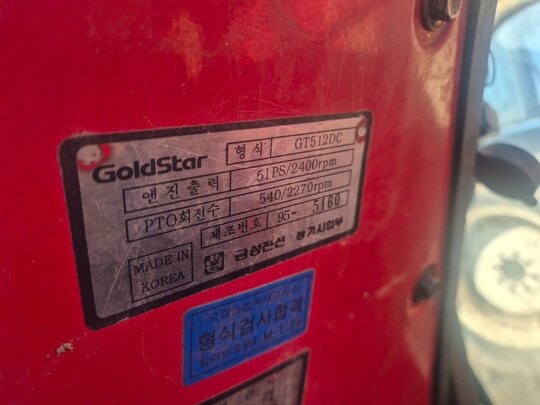 GoldStar 형식 GT512DC
엔진출력 51PS/2400rpm
PTO회전수 540/2270rpm
제조번호 95- 5160
MADE IN
KOREA
금성전선 중기사업부
형식검사합격